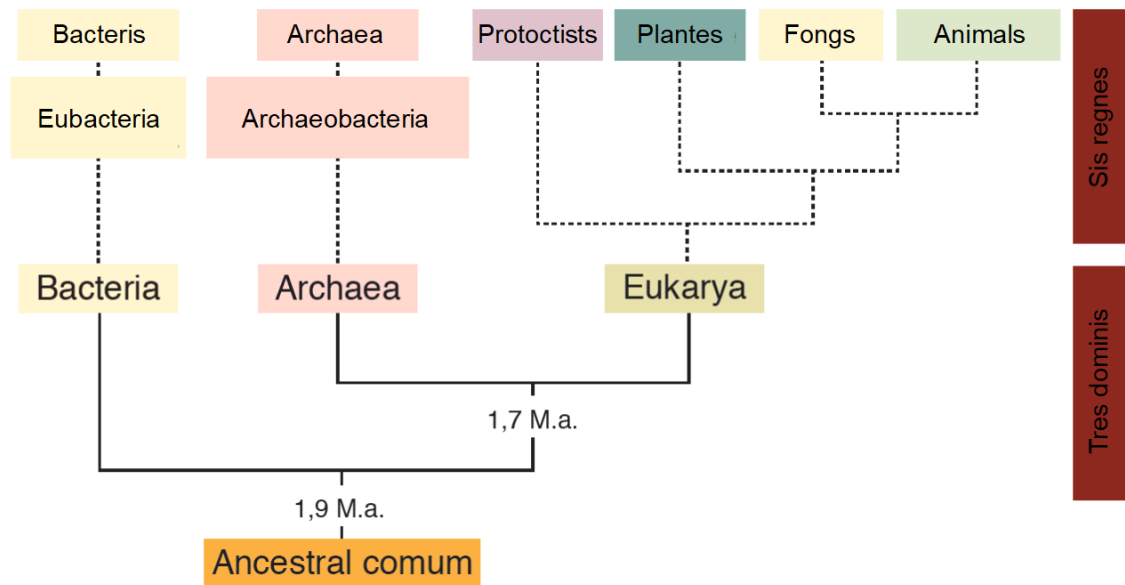 Bacteris
Archaea
Protoctists
Plantes
Fongs
Animals
Eubacteria
Archaeobacteria
Sis regnes
Bacteria
Archaea
Eukarya
Tres dominis
1,7 M.a.
1,9 M.a.
Ancestral comum